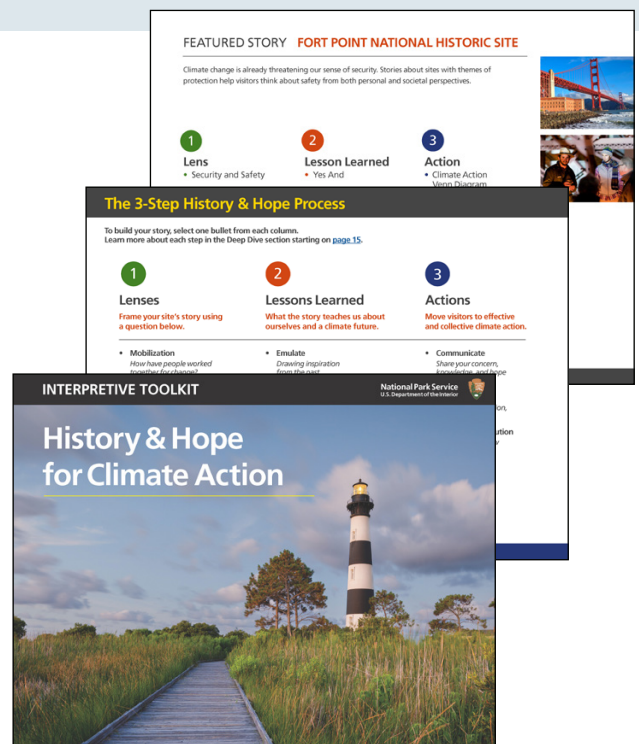 FEATURED STORY FORT POINT NATIONAL HISTORIC SITE
Climate change is already threatening our sense of security. Stories about sites with themes of
protection help visitors think about safety from both personal and societal perspectives.
1
Lens
• Security and Safety
2
Lesson Learned
• Yes And
3
Action
• Climate Action
Venn Diagram
The 3-Step History & Hope Process
To build your story, select one bullet from each column.
Learn more about each step in the Deep Dive section starting on page 15.
1
Lenses
Frame your site's story using
a question below.
• Mobilization
How have people worked
together for change?
2
Lessons Learned
What the story teaches us about
ourselves and a climate future.
• Emulate
Drawing inspiration
from the past
3
Actions
Move visitors to effective
and collective climate action.
• Communicate
Share your concern,
knowledge, and hope
INTERPRETIVE TOOLKIT
National Park Service
U.S. Department of the Interior
History & Hope
for Climate Action